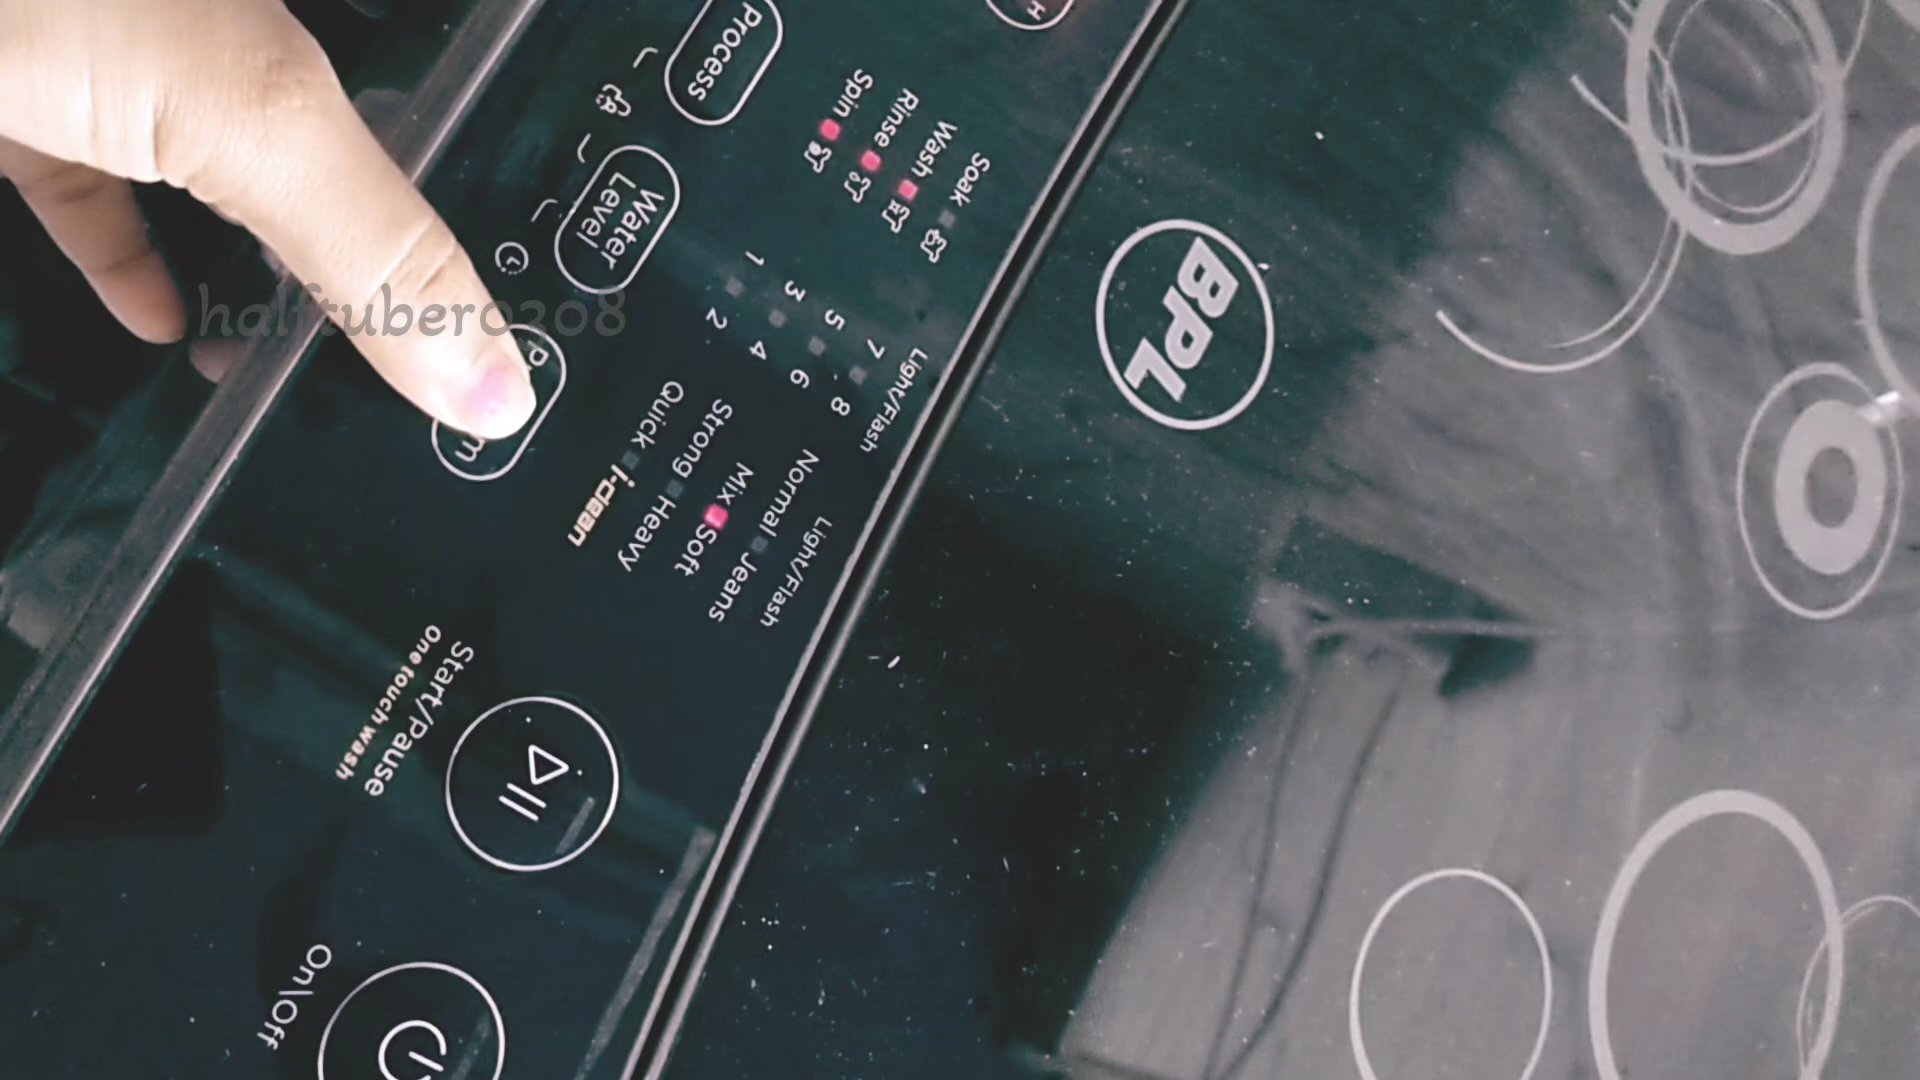 H
Process
Soak
Wash
Rinse
Spin
Water
Level
1 3 5 7
2 4 6 8
Light/Flash
Normal Jeans
Mix Soft
Strong Heavy
Quick i-clean
Light/Flash
halftuber0208
Start/Pause
One touch wash
On\Off
BPL